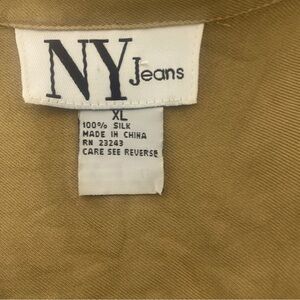 NY Jeans
XL
100% SILK
MADE IN CHINA
RN 23243
CARE SEE REVERSE